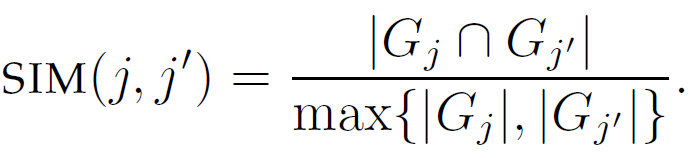 SIM(j, j′) = |G_j ∩ G_{j′}| / max{|G_j|, |G_{j′}|}.